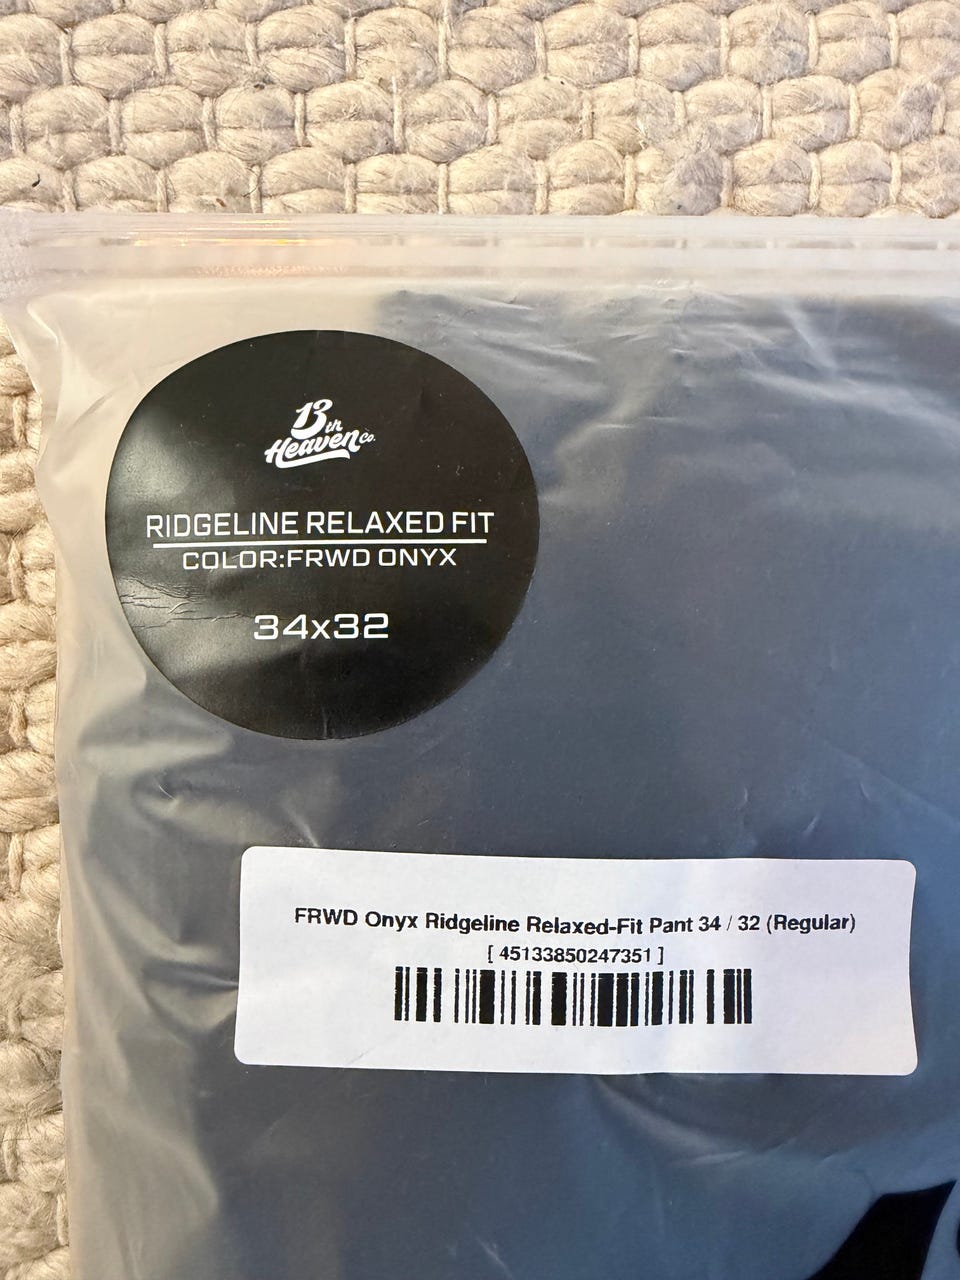 13th
Heaven Co.
RIDGELINE RELAXED FIT
COLOR:FRWD ONYX
34x32
FRWD Onyx Ridgeline Relaxed-Fit Pant 34 / 32 (Regular)
[ 45133850247351 ]